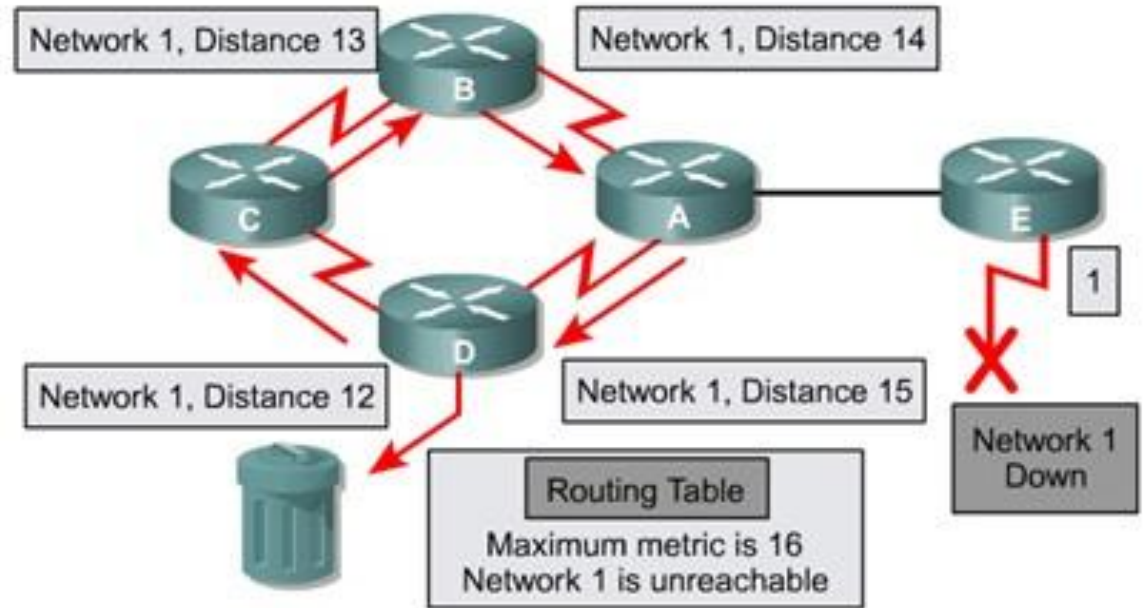 Network 1, Distance 13
Network 1, Distance 14
B
C
A
E
1
D
Network 1, Distance 12
Network 1, Distance 15
Network 1
Down
Routing Table
Maximum metric is 16
Network 1 is unreachable